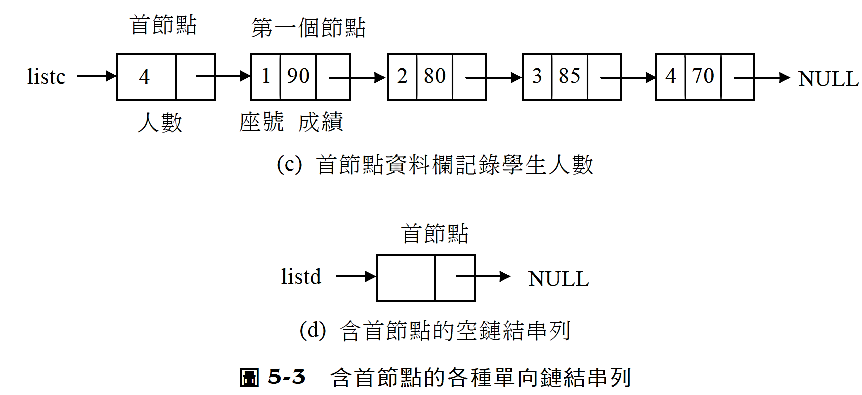 首節點 第一個節點
listc 4 1 90 2 80 3 85 4 70 NULL
人數 座號 成績
(c) 首節點資料欄記錄學生人數
首節點
listd NULL
(d) 含首節點的空鏈結串列
圖 5-3 含首節點的各種單向鏈結串列